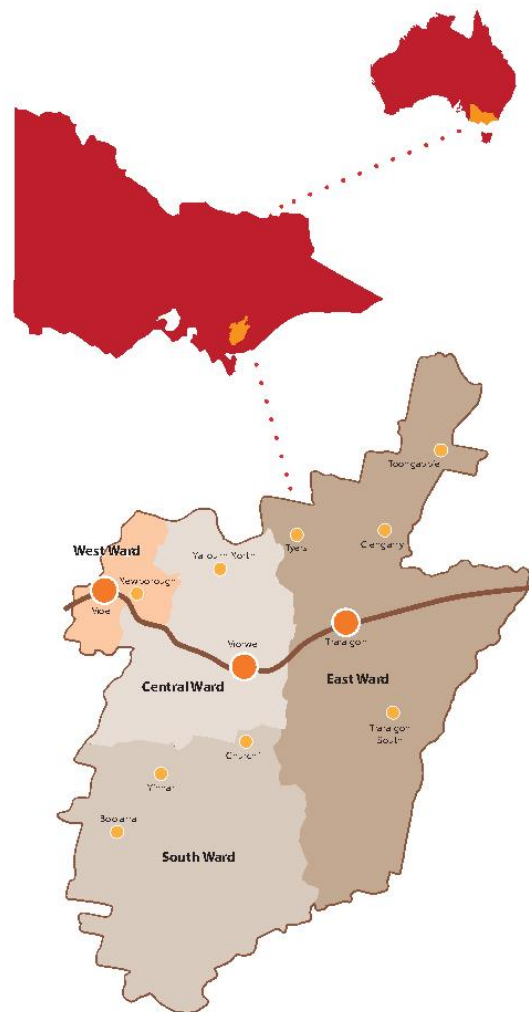 Toongabbie
Tyers
Glengarry
West Ward
Yallourn North
Newborough
Moe
Morwell
Traralgon
Central Ward
East Ward
Traralgon
South
Churchill
Yinnar
Boolarra
South Ward